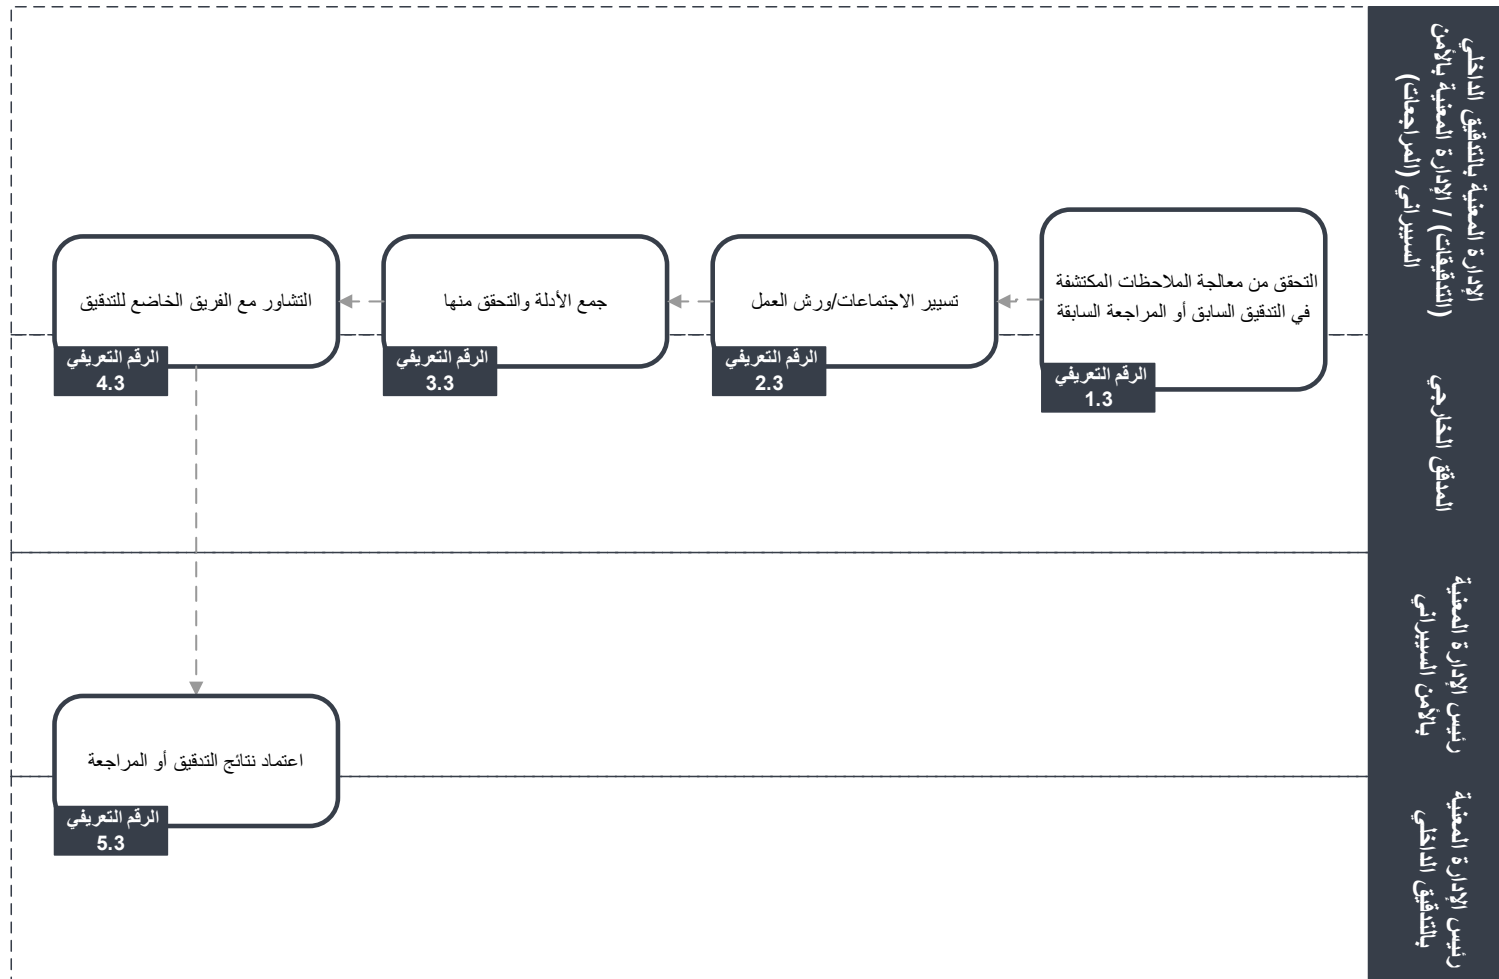 الإدارة المعنية بالتدقيق الداخلي
(التدقيقات) / الإدارة المعنية بالأمن
السيبراني (المراجعات)
التحقق من معالجة الملاحظات المكتشفة
في التدقيق السابق أو المراجعة السابقة
الرقم التعريفي
1.3
تسيير الاجتماعات/ورش العمل
الرقم التعريفي
2.3
جمع الأدلة والتحقق منها
الرقم التعريفي
3.3
التشاور مع الفريق الخاضع للتدقيق
الرقم التعريفي
4.3
المدقق الخارجي
رئيس الإدارة المعنية
بالأمن السيبراني
اعتماد نتائج التدقيق أو المراجعة
الرقم التعريفي
5.3
رئيس الإدارة المعنية
بالتدقيق الداخلي